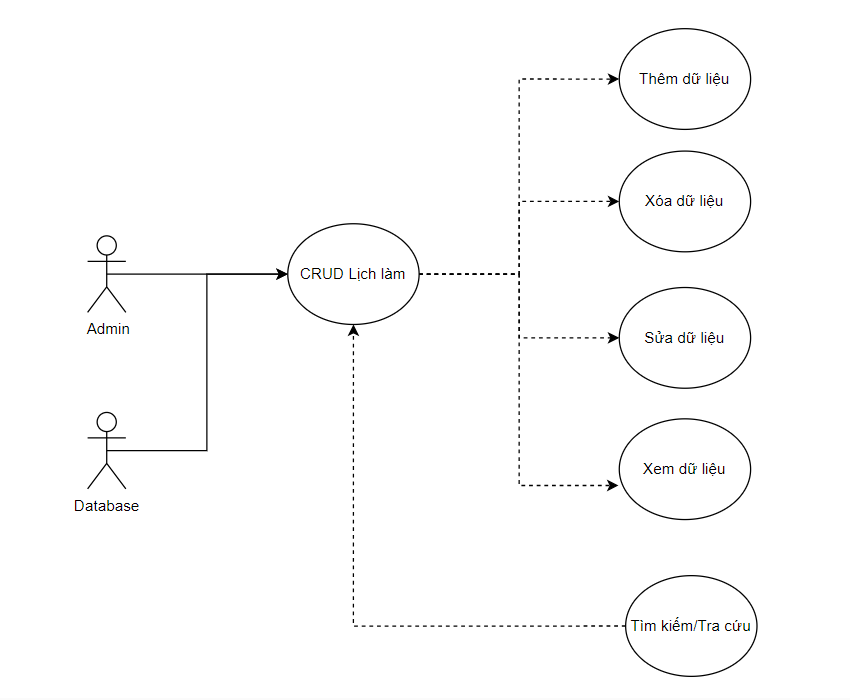 Thêm dữ liệu
Xóa dữ liệu
CRUD Lịch làm
Admin
Sửa dữ liệu
Xem dữ liệu
Database
Tìm kiếm/Tra cứu